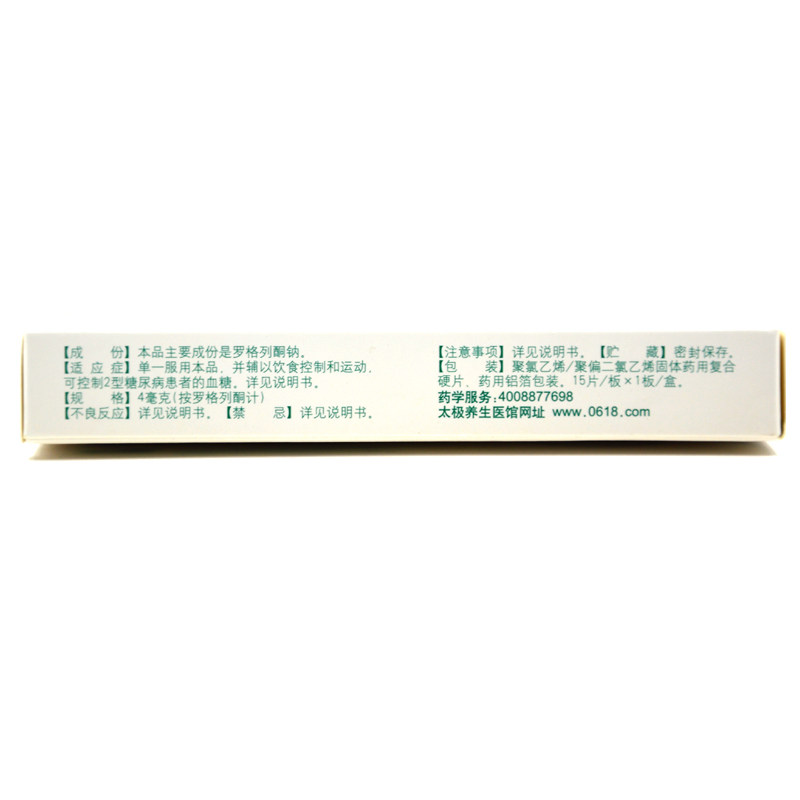 【成　份】本品主要成份是罗格列酮钠。
【适 应 症】单一服用本品，并辅以饮食控制和运动，
可控制2型糖尿病患者的血糖。详见说明书。
【规　格】4毫克(按罗格列酮计)
【不良反应】详见说明书。【禁　忌】详见说明书。
【注意事项】详见说明书。【贮　藏】密封保存。
【包　装】聚氯乙烯/聚偏二氯乙烯固体药用复合
硬片、药用铝箔包装。15片/板×1板/盒。
药学服务:4008877698
太极养生医馆网址 www.0618.com